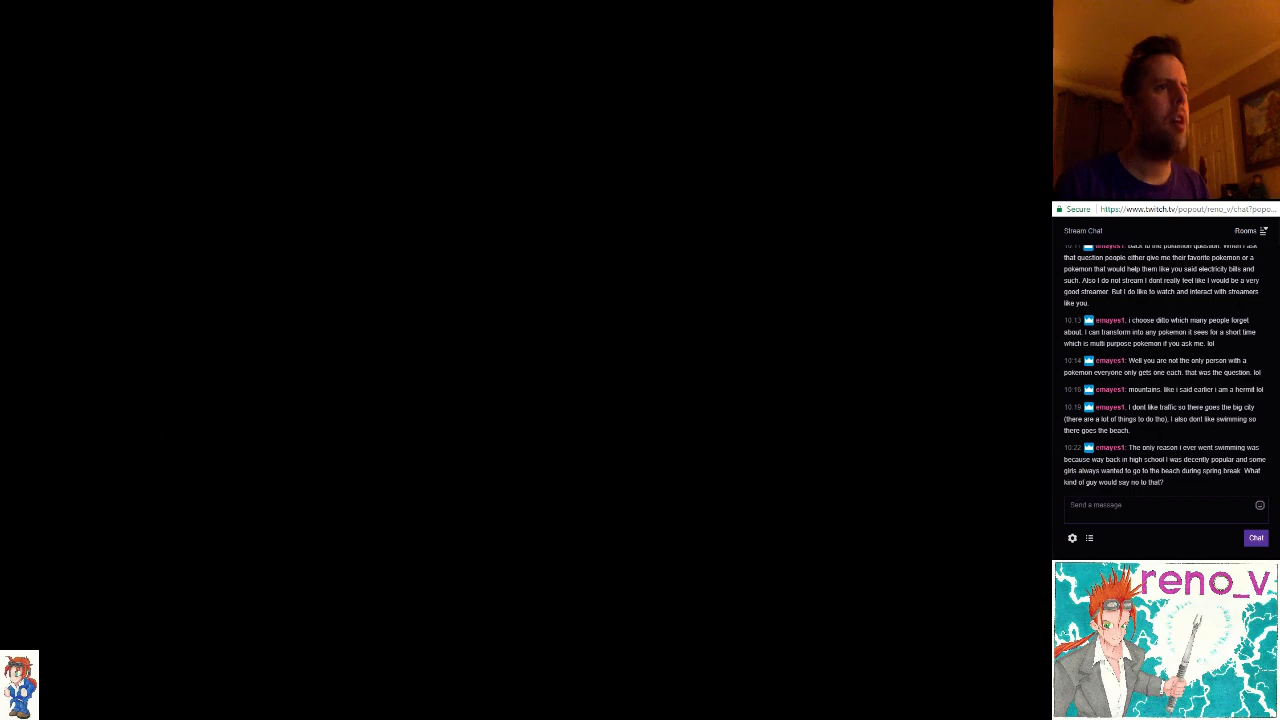 Secure
https://www.twitch.tv/popout/reno_v/chat?popo...
Stream Chat
Rooms
emayes1: back to the pokemon question. When I ask
that question people either give me their favorite pokemon or a
pokemon that would help them like you said electricity bills and
such. Also I do not stream I dont really feel like I would be a very
good streamer. But I do like to watch and interact with streamers
like you.
10:13 emayes1: i choose ditto which many people forget
about. I can transform into any pokemon it sees for a short time
which is multi purpose pokemon if you ask me. lol
10:14 emayes1: Well you are not the only person with a
pokemon everyone only gets one each. that was the question. lol
10:16 emayes1: mountains. like i said earlier i am a hermit lol
10:19 emayes1: I dont like traffic so there goes the big city
(there are a lot of things to do tho). I also dont like swimming so
there goes the beach.
10:22 emayes1: The only reason i ever went swimming was
because way back in high school I was decently popular and some
girls always wanted to go to the beach during spring break. What
kind of guy would say no to that?
Send a message
Chat
reno_v